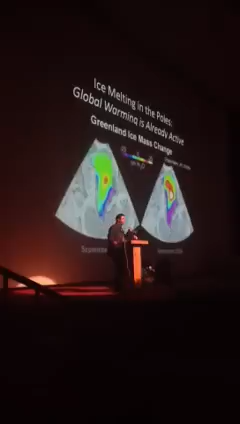 Ice Melting in the Poles:
Global Warming is Already Active
Greenland Ice Mass Change